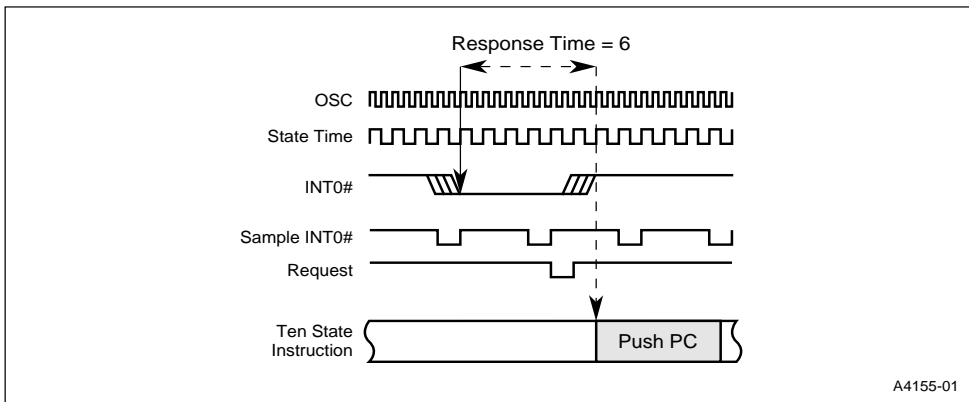 Response Time = 6
OSC
State Time
INT0#
Sample INT0#
Request
Ten State
Instruction
Push PC
A4155-01